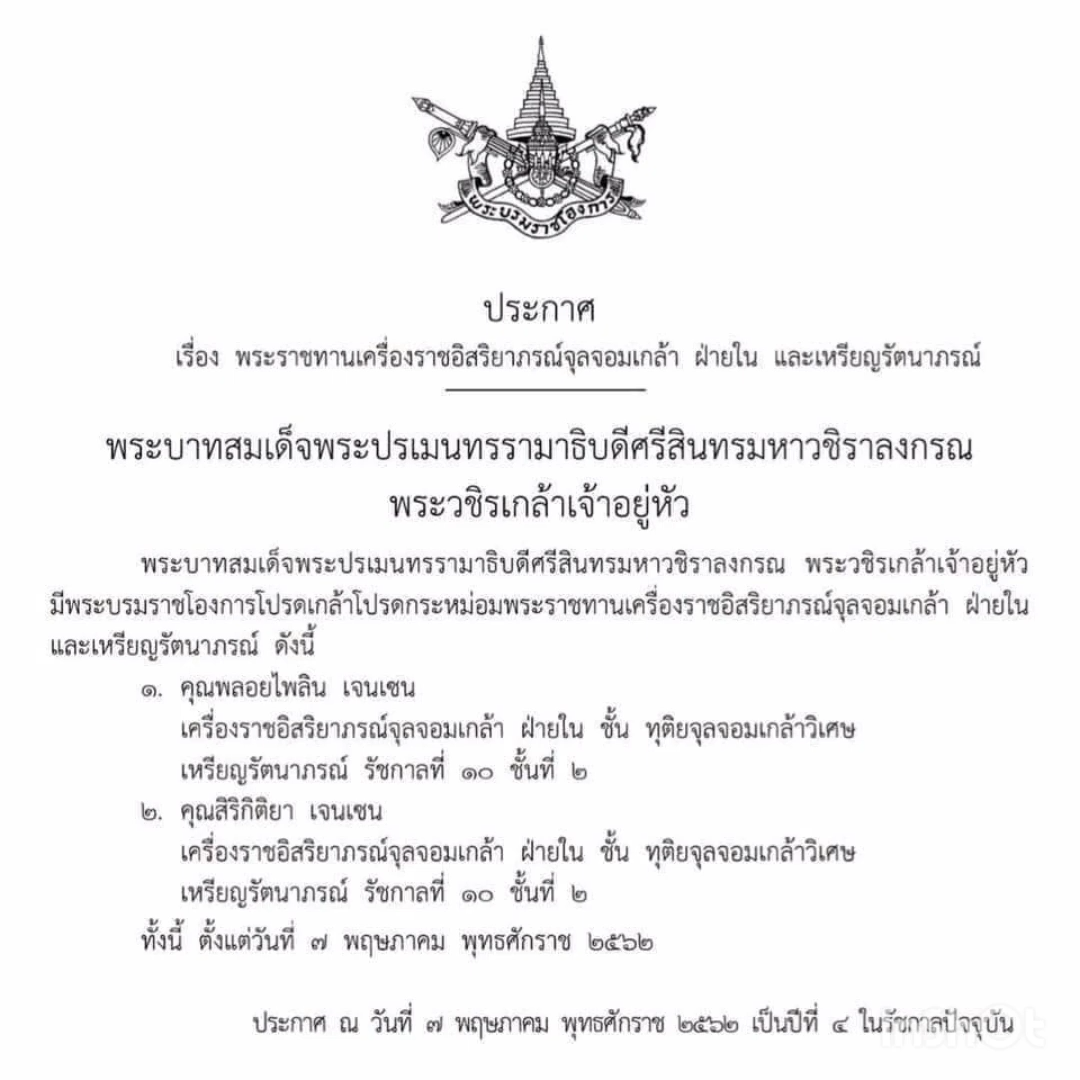 พระบรมราชโองการ
ประกาศ
เรื่อง พระราชทานเครื่องราชอิสริยาภรณ์จุลจอมเกล้า ฝ่ายใน และเหรียญรัตนาภรณ์
พระบาทสมเด็จพระปรเมนทรรามาธิบดีศรีสินทรมหาวชิราลงกรณ
พระวชิรเกล้าเจ้าอยู่หัว
พระบาทสมเด็จพระปรเมนทรรามาธิบดีศรีสินทรมหาวชิราลงกรณ พระวชิรเกล้าเจ้าอยู่หัว
มีพระบรมราชโองการโปรดเกล้าโปรดกระหม่อมพระราชทานเครื่องราชอิสริยาภรณ์จุลจอมเกล้า ฝ่ายใน
และเหรียญรัตนาภรณ์ ดังนี้
๑. คุณพลอยไพลิน เจนเซน
เครื่องราชอิสริยาภรณ์จุลจอมเกล้า ฝ่ายใน ชั้น ทุติยจุลจอมเกล้าวิเศษ
เหรียญรัตนาภรณ์ รัชกาลที่ ๑๐ ชั้นที่ ๒
๒. คุณสิริกิติยา เจนเซน
เครื่องราชอิสริยาภรณ์จุลจอมเกล้า ฝ่ายใน ชั้น ทุติยจุลจอมเกล้าวิเศษ
เหรียญรัตนาภรณ์ รัชกาลที่ ๑๐ ชั้นที่ ๒
ทั้งนี้ ตั้งแต่วันที่ ๗ พฤษภาคม พุทธศักราช ๒๕๖๒
ประกาศ ณ วันที่ ๗ พฤษภาคม พุทธศักราช ๒๕๖๒ เป็นปีที่ ๔ ในรัชกาลปัจจุบัน